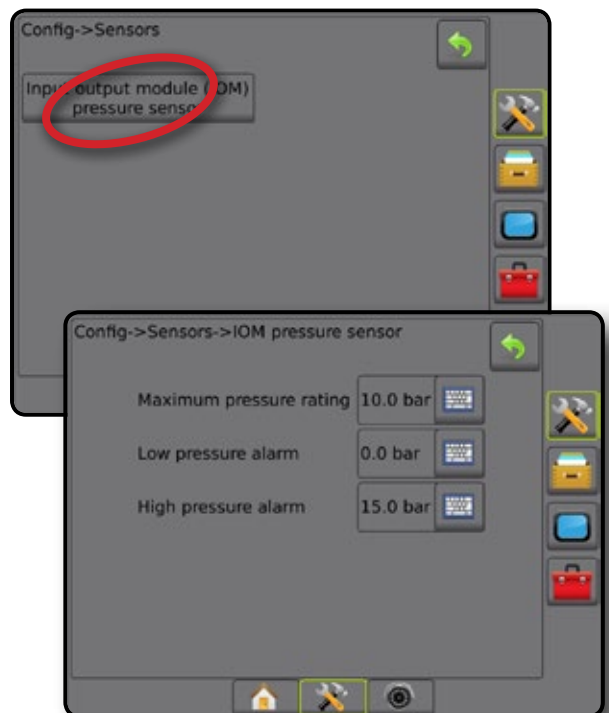 Config->Sensors
Input output module (IOM)
pressure sensor
Config->Sensors->IOM pressure sensor
Maximum pressure rating 10.0 bar
Low pressure alarm 0.0 bar
High pressure alarm 15.0 bar